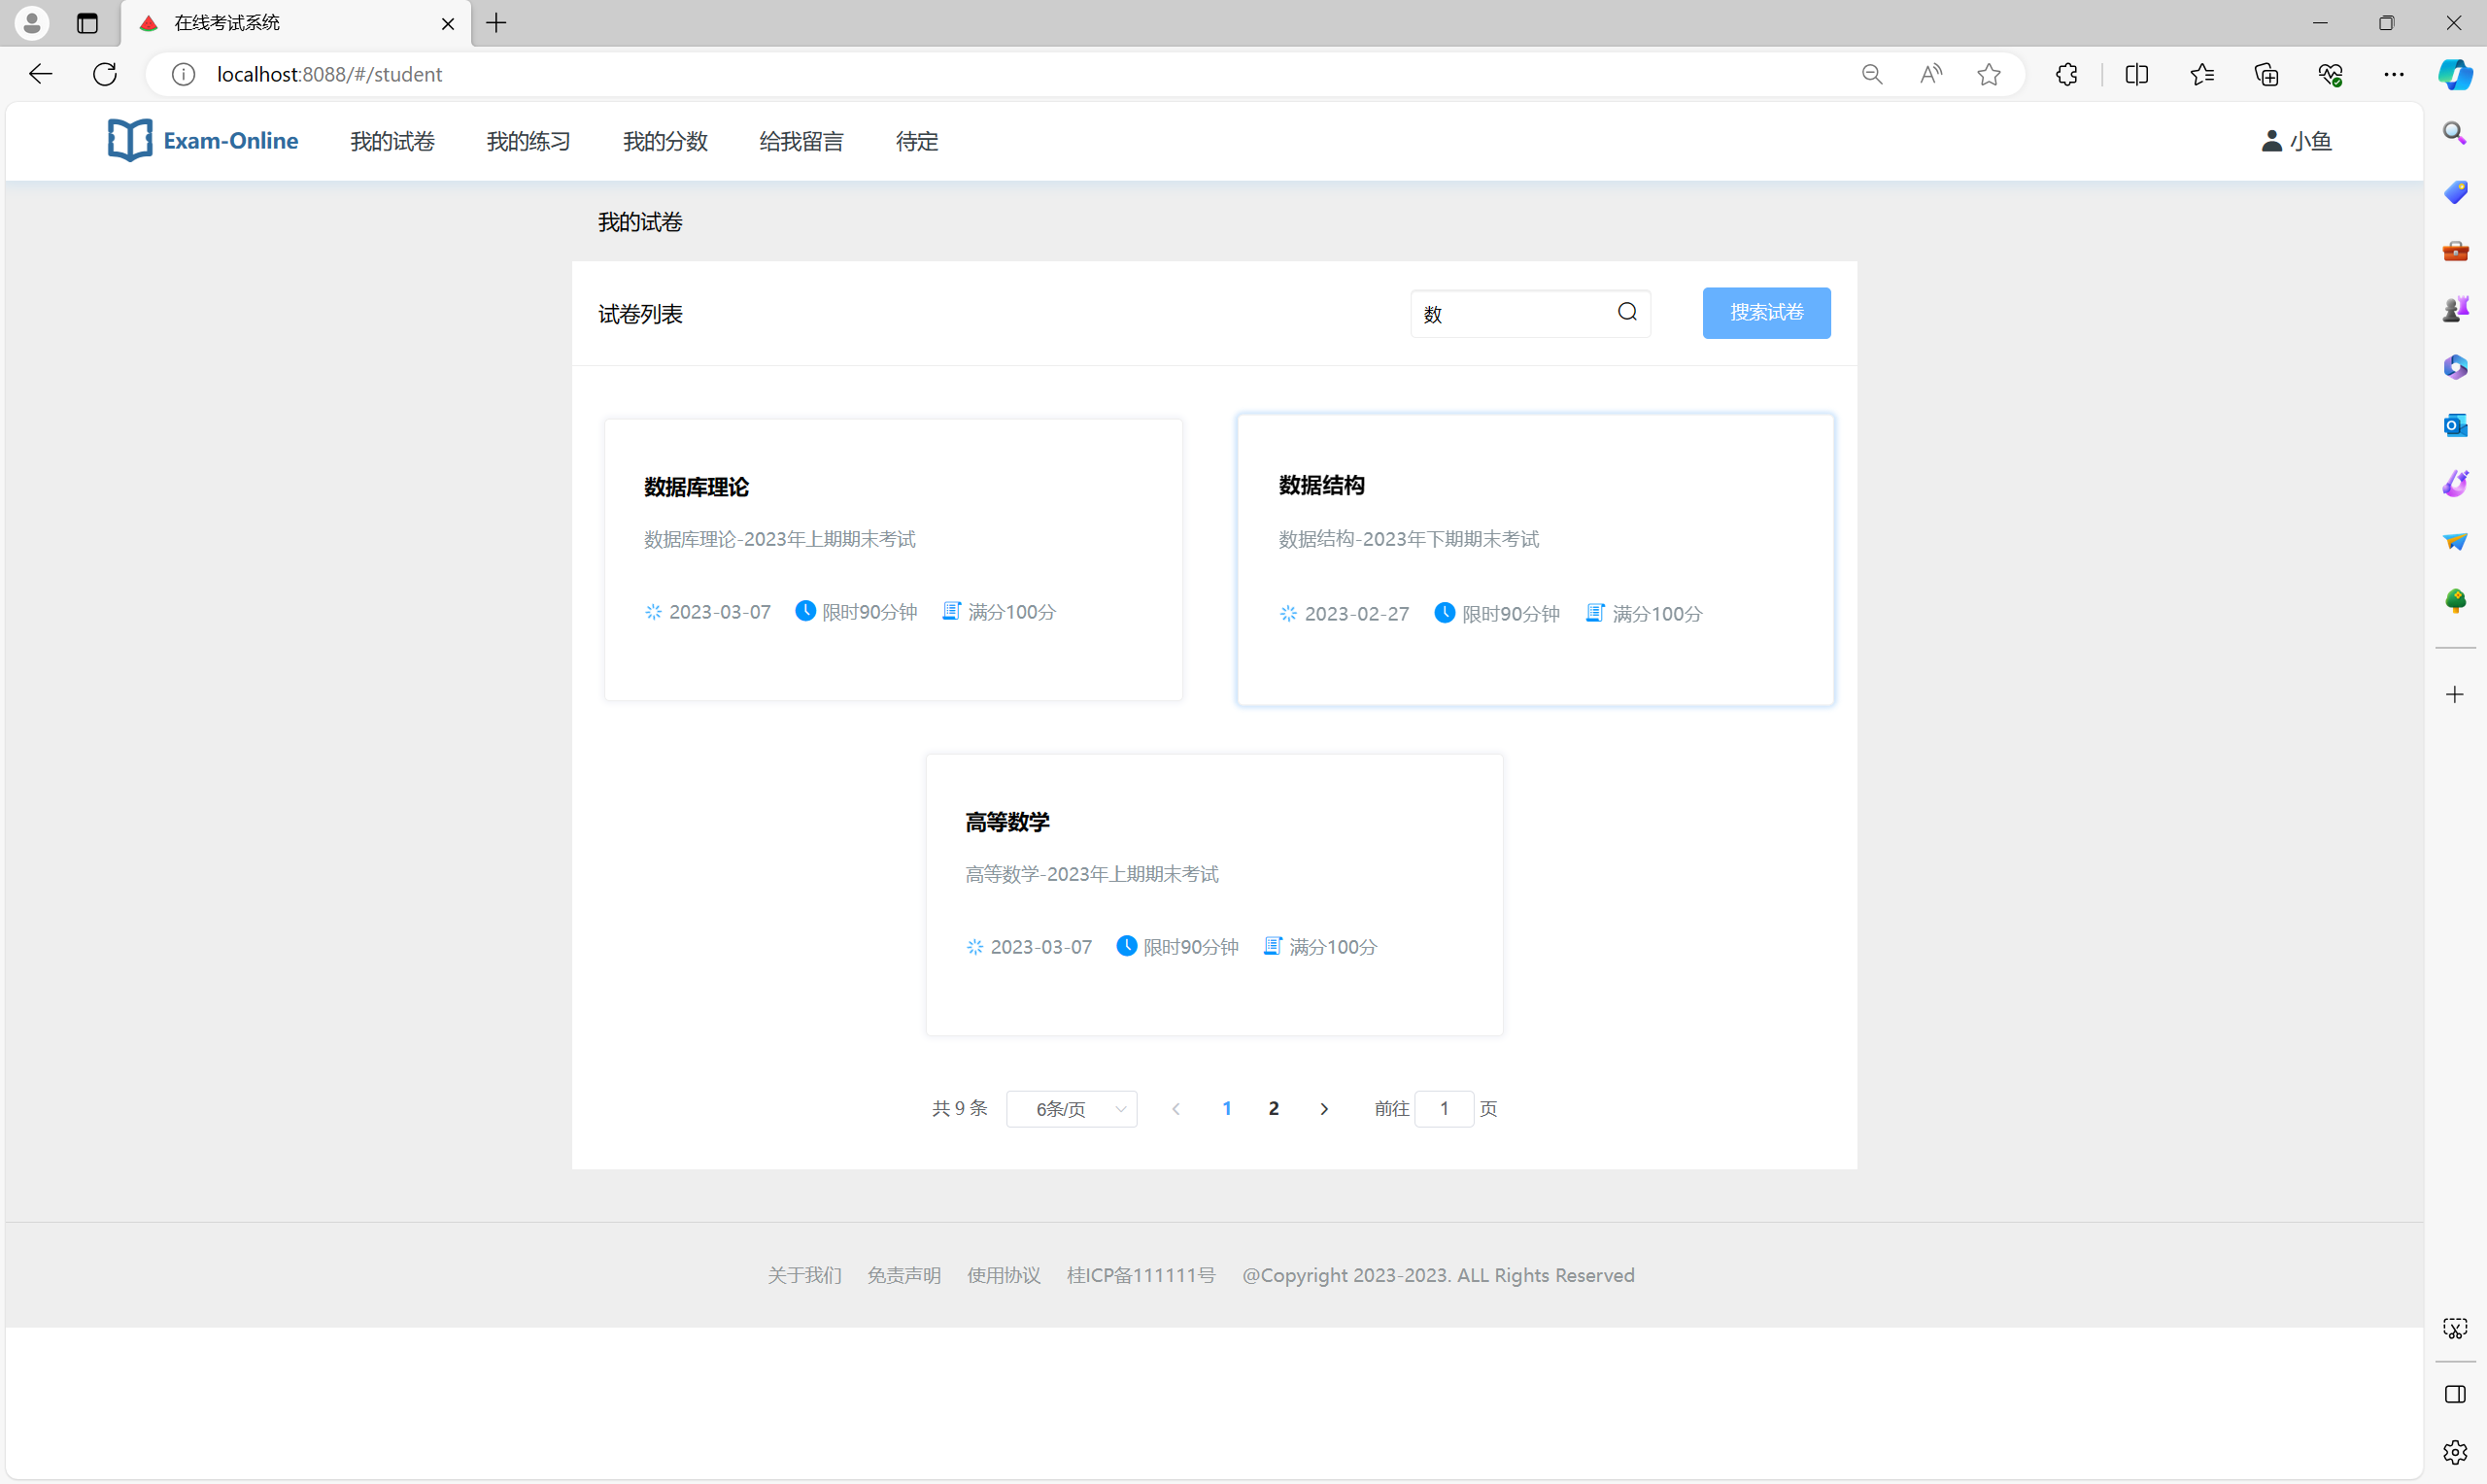 在线考试系统
localhost:8088/#/student
Exam-Online 我的试卷 我的练习 我的分数 给我留言 待定 小鱼
我的试卷
试卷列表 数 搜索试卷
数据库理论
数据库理论-2023年上期期末考试
2023-03-07 限时90分钟 满分100分
数据结构
数据结构-2023年下期期末考试
2023-02-27 限时90分钟 满分100分
高等数学
高等数学-2023年上期期末考试
2023-03-07 限时90分钟 满分100分
共 9 条 6条/页 1 2 前往 1 页
关于我们 免责声明 使用协议 桂ICP备111111号 @Copyright 2023-2023. ALL Rights Reserved